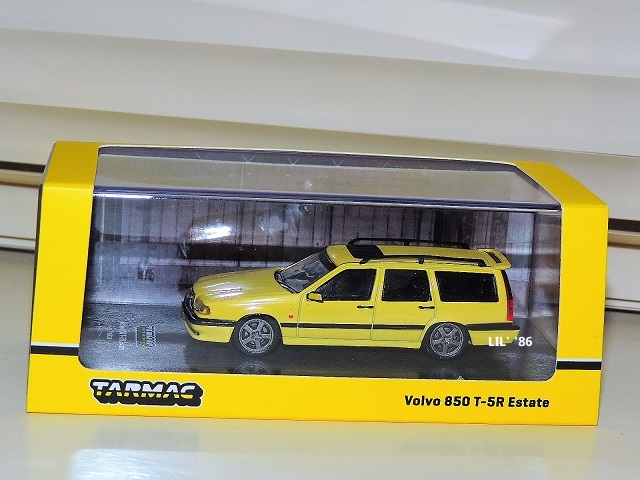 LIL' '86
TARMAC
Volvo 850 T-5R Estate